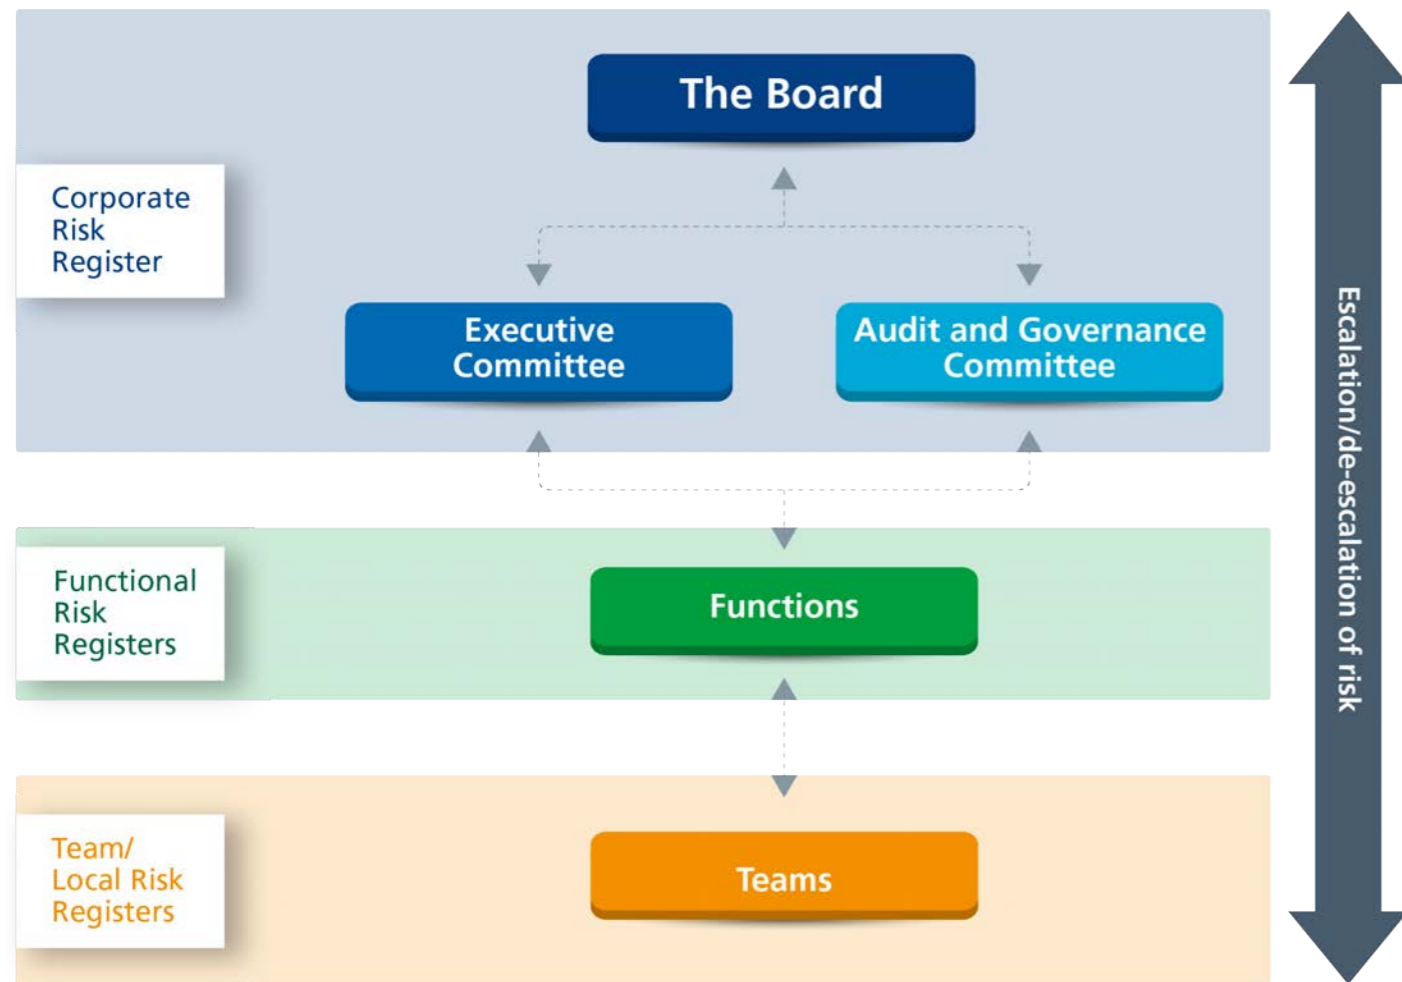 The Board
Corporate
Risk
Register
Executive
Committee
Audit and Governance
Committee
Functional
Risk
Registers
Functions
Team/
Local Risk
Registers
Teams
Escalation/de-escalation of risk